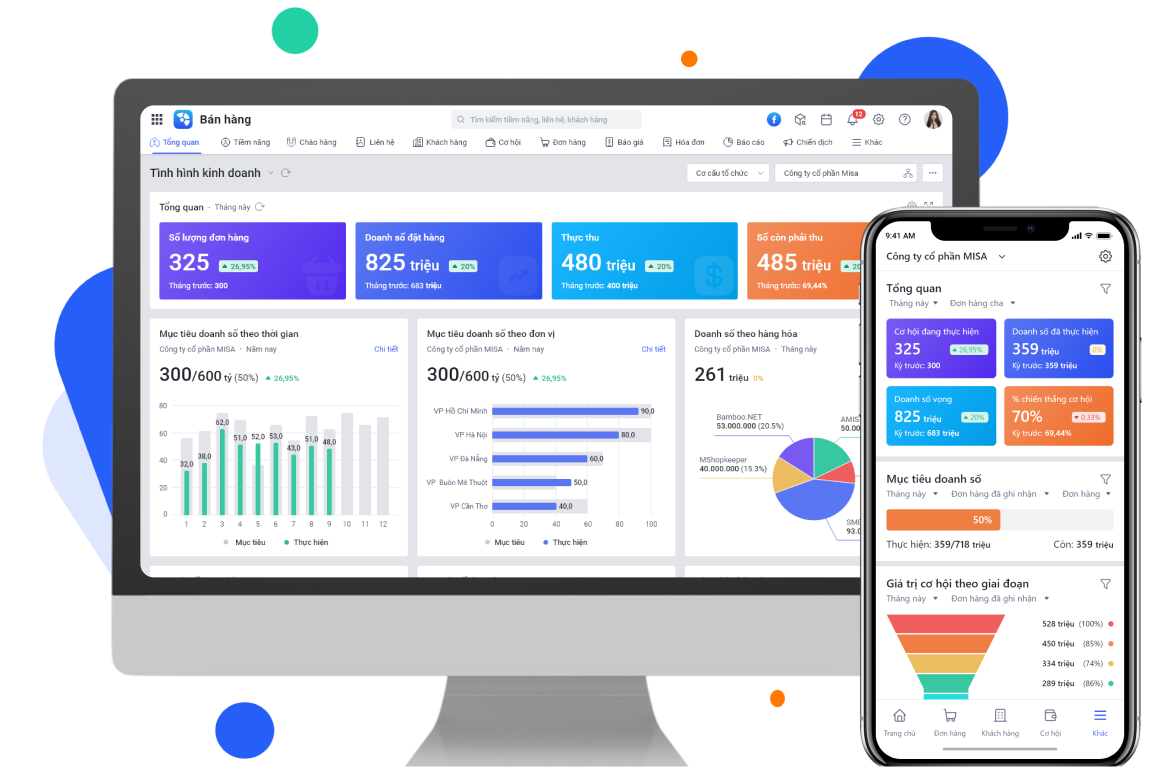 Bán hàng
Tìm kiếm tiềm năng, liên hệ, khách hàng
12
Tổng quan
Tiềm năng
Chào hàng
Liên hệ
Khách hàng
Cơ hội
Đơn hàng
Báo giá
Hóa đơn
Báo cáo
Chiến dịch
Khác
Tình hình kinh doanh
Cơ cấu tổ chức
Công ty cổ phần Misa
Tổng quan · Tháng này
Số lượng đơn hàng
325 26,95%
Tháng trước: 300
Doanh số đặt hàng
825 triệu 20%
Tháng trước: 683 triệu
Thực thu
480 triệu 20%
Tháng trước: 400 triệu
Số còn phải thu
485 triệu 20
Tháng trước: 69,44%
Mục tiêu doanh số theo thời gian
Công ty cổ phần MISA · Năm nay
Chi tiết
300/600 tỷ (50%) 26,95%
80
60
40
20
0
32,0
38,0
62,0
51,0
52,0
53,0
43,0
51,0
48,0
1 2 3 4 5 6 7 8 9 10 11 12
Mục tiêu
Thực hiện
Mục tiêu doanh số theo đơn vị
Công ty cổ phần MISA · Năm nay
Chi tiết
300/600 tỷ (50%) 26,95%
VP Hồ Chí Minh 90,0
VP Hà Nội 80,0
VP Đà Nẵng 60,0
VP Buôn Mê Thuột 50,0
VP Cần Thơ 40,0
0 20 40 60 80 100
Mục tiêu
Thực hiện
Doanh số theo hàng hóa
Công ty cổ phần MISA · Tháng này
261 triệu 0%
Bamboo.NET
53.000.000 (20.5%)
AMIS
50.00
MShopkeeper
40.000.000 (15.3%)
SME
93.0
9:41 AM
Công ty cổ phần MISA
Tổng quan
Tháng này
Đơn hàng cha
Cơ hội đang thực hiện
325 26,95%
Kỳ trước: 300
Doanh số đã thực hiện
359 triệu 0%
Kỳ trước: 359 triệu
Doanh số vọng
825 triệu 20%
Kỳ trước: 683 triệu
% chiến thắng cơ hội
70% 0,33%
Kỳ trước: 69,44%
Mục tiêu doanh số
Tháng này
Đơn hàng đã ghi nhận
Đơn hàng
50%
Thực hiện: 359/718 triệu
Còn: 359 triệu
Giá trị cơ hội theo giai đoạn
Tháng này
Đơn hàng đã ghi nhận
528 triệu (100%)
450 triệu (85%)
334 triệu (74%)
289 triệu (86%)
Trang chủ
Đơn hàng
Khách hàng
Cơ hội
Khác